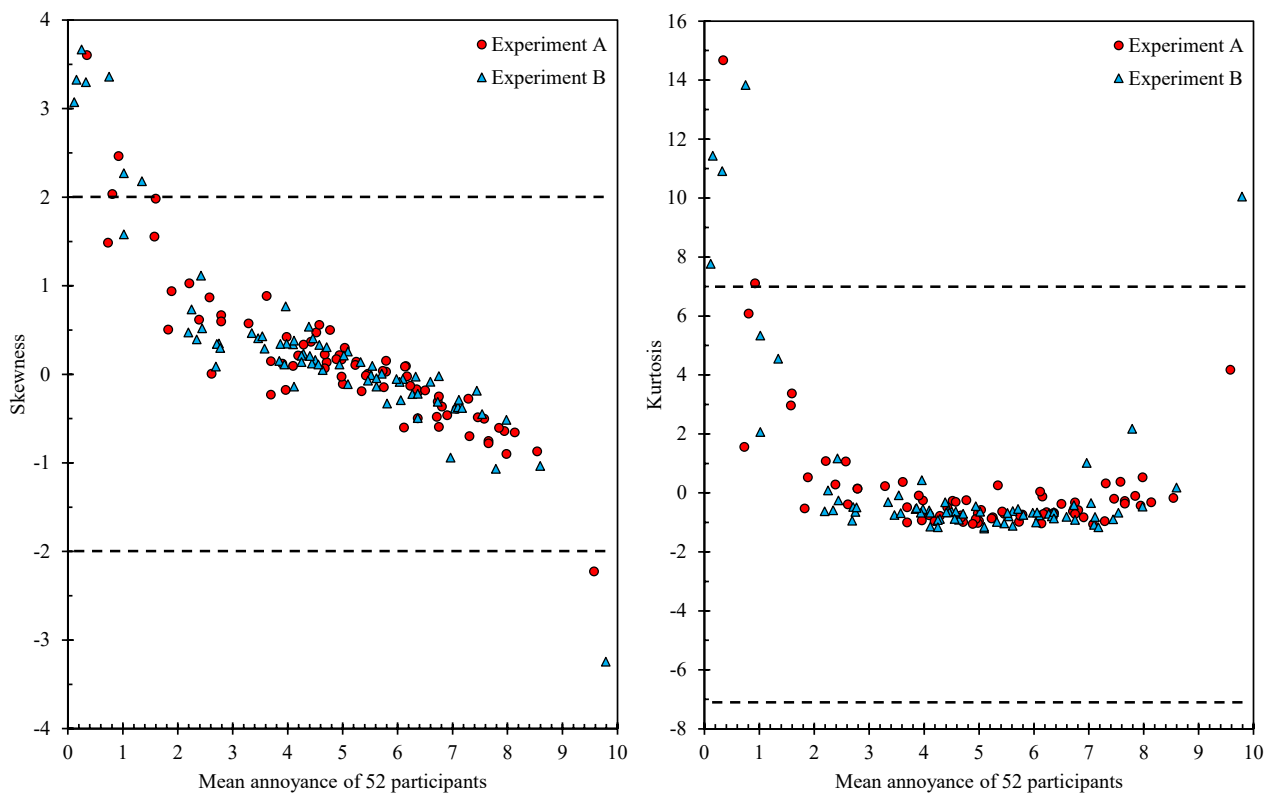 4
3
2
1
0
-1
-2
-3
-4
Skewness
0 1 2 3 4 5 6 7 8 9 10
Mean annoyance of 52 participants
Experiment A
Experiment B
16
14
12
10
8
6
4
2
0
-2
-4
-6
-8
Kurtosis
0 1 2 3 4 5 6 7 8 9 10
Mean annoyance of 52 participants
Experiment A
Experiment B